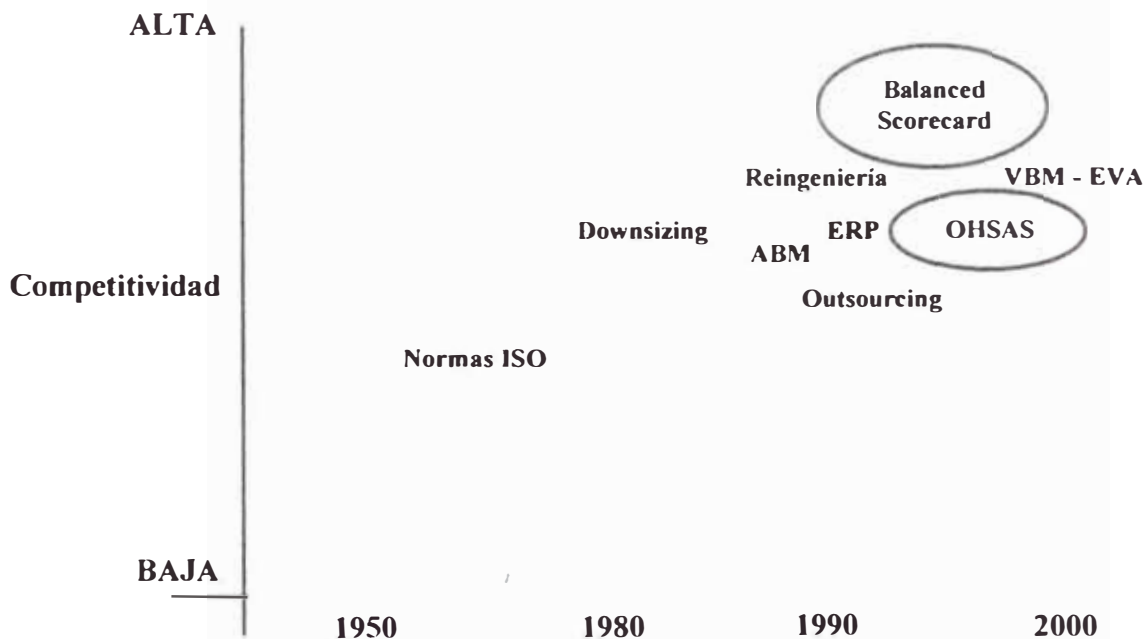 ALTA
Balanced
Scorecard
Reingeniería VBM - EVA
Downsizing ERP OHSAS
ABM
Competitividad
Outsourcing
Normas ISO
BAJA
1950 1980 1990 2000